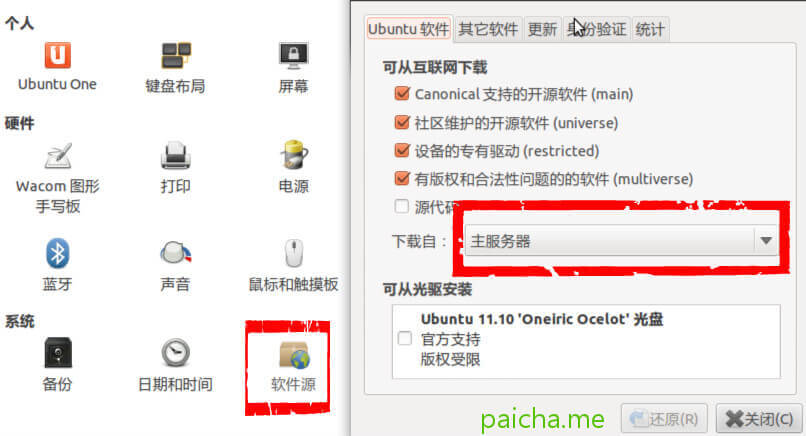 个人
Ubuntu One
键盘布局
屏幕
硬件
Wacom 图形
手写板
打印
电源
蓝牙
声音
鼠标和触摸板
系统
备份
日期和时间
软件源
Ubuntu 软件
其它软件
更新
身份验证
统计
可从互联网下载
Canonical 支持的开源软件 (main)
社区维护的开源软件 (universe)
设备的专有驱动 (restricted)
有版权和合法性问题的的软件 (multiverse)
源代码
下载自：
主服务器
可从光驱安装
Ubuntu 11.10 'Oneiric Ocelot' 光盘
官方支持
版权受限
paicha.me
还原(R)
关闭(C)